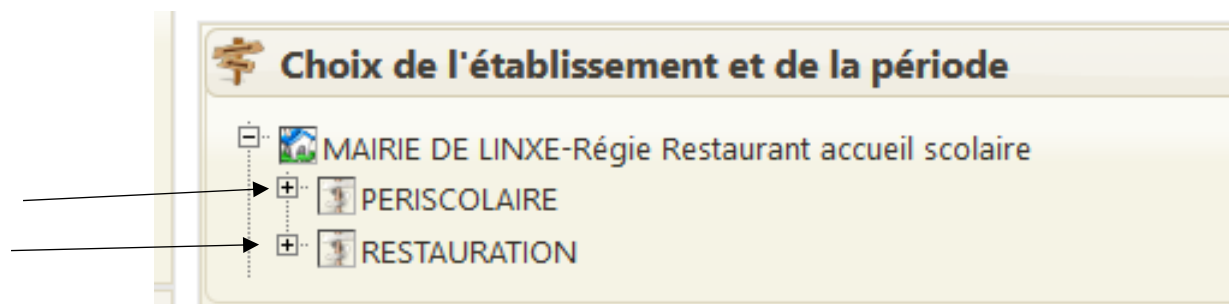 Choix de l'établissement et de la période
MAIRIE DE LINXE-Régie Restaurant accueil scolaire
PERISCOLAIRE
RESTAURATION